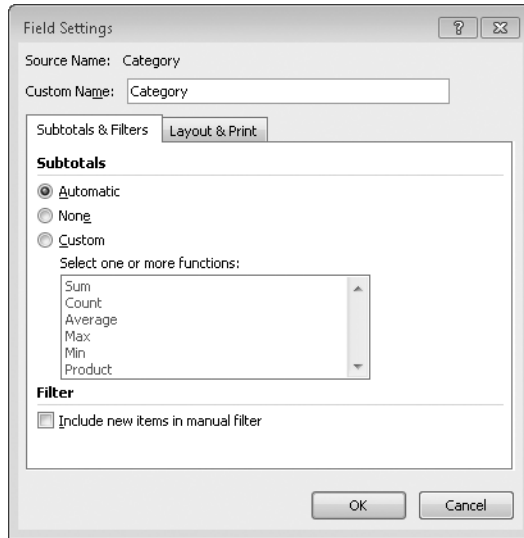 Field Settings
Source Name: Category
Custom Name: Category
Subtotals & Filters Layout & Print
Subtotals
Automatic
None
Custom
Select one or more functions:
Sum
Count
Average
Max
Min
Product
Filter
Include new items in manual filter
OK Cancel